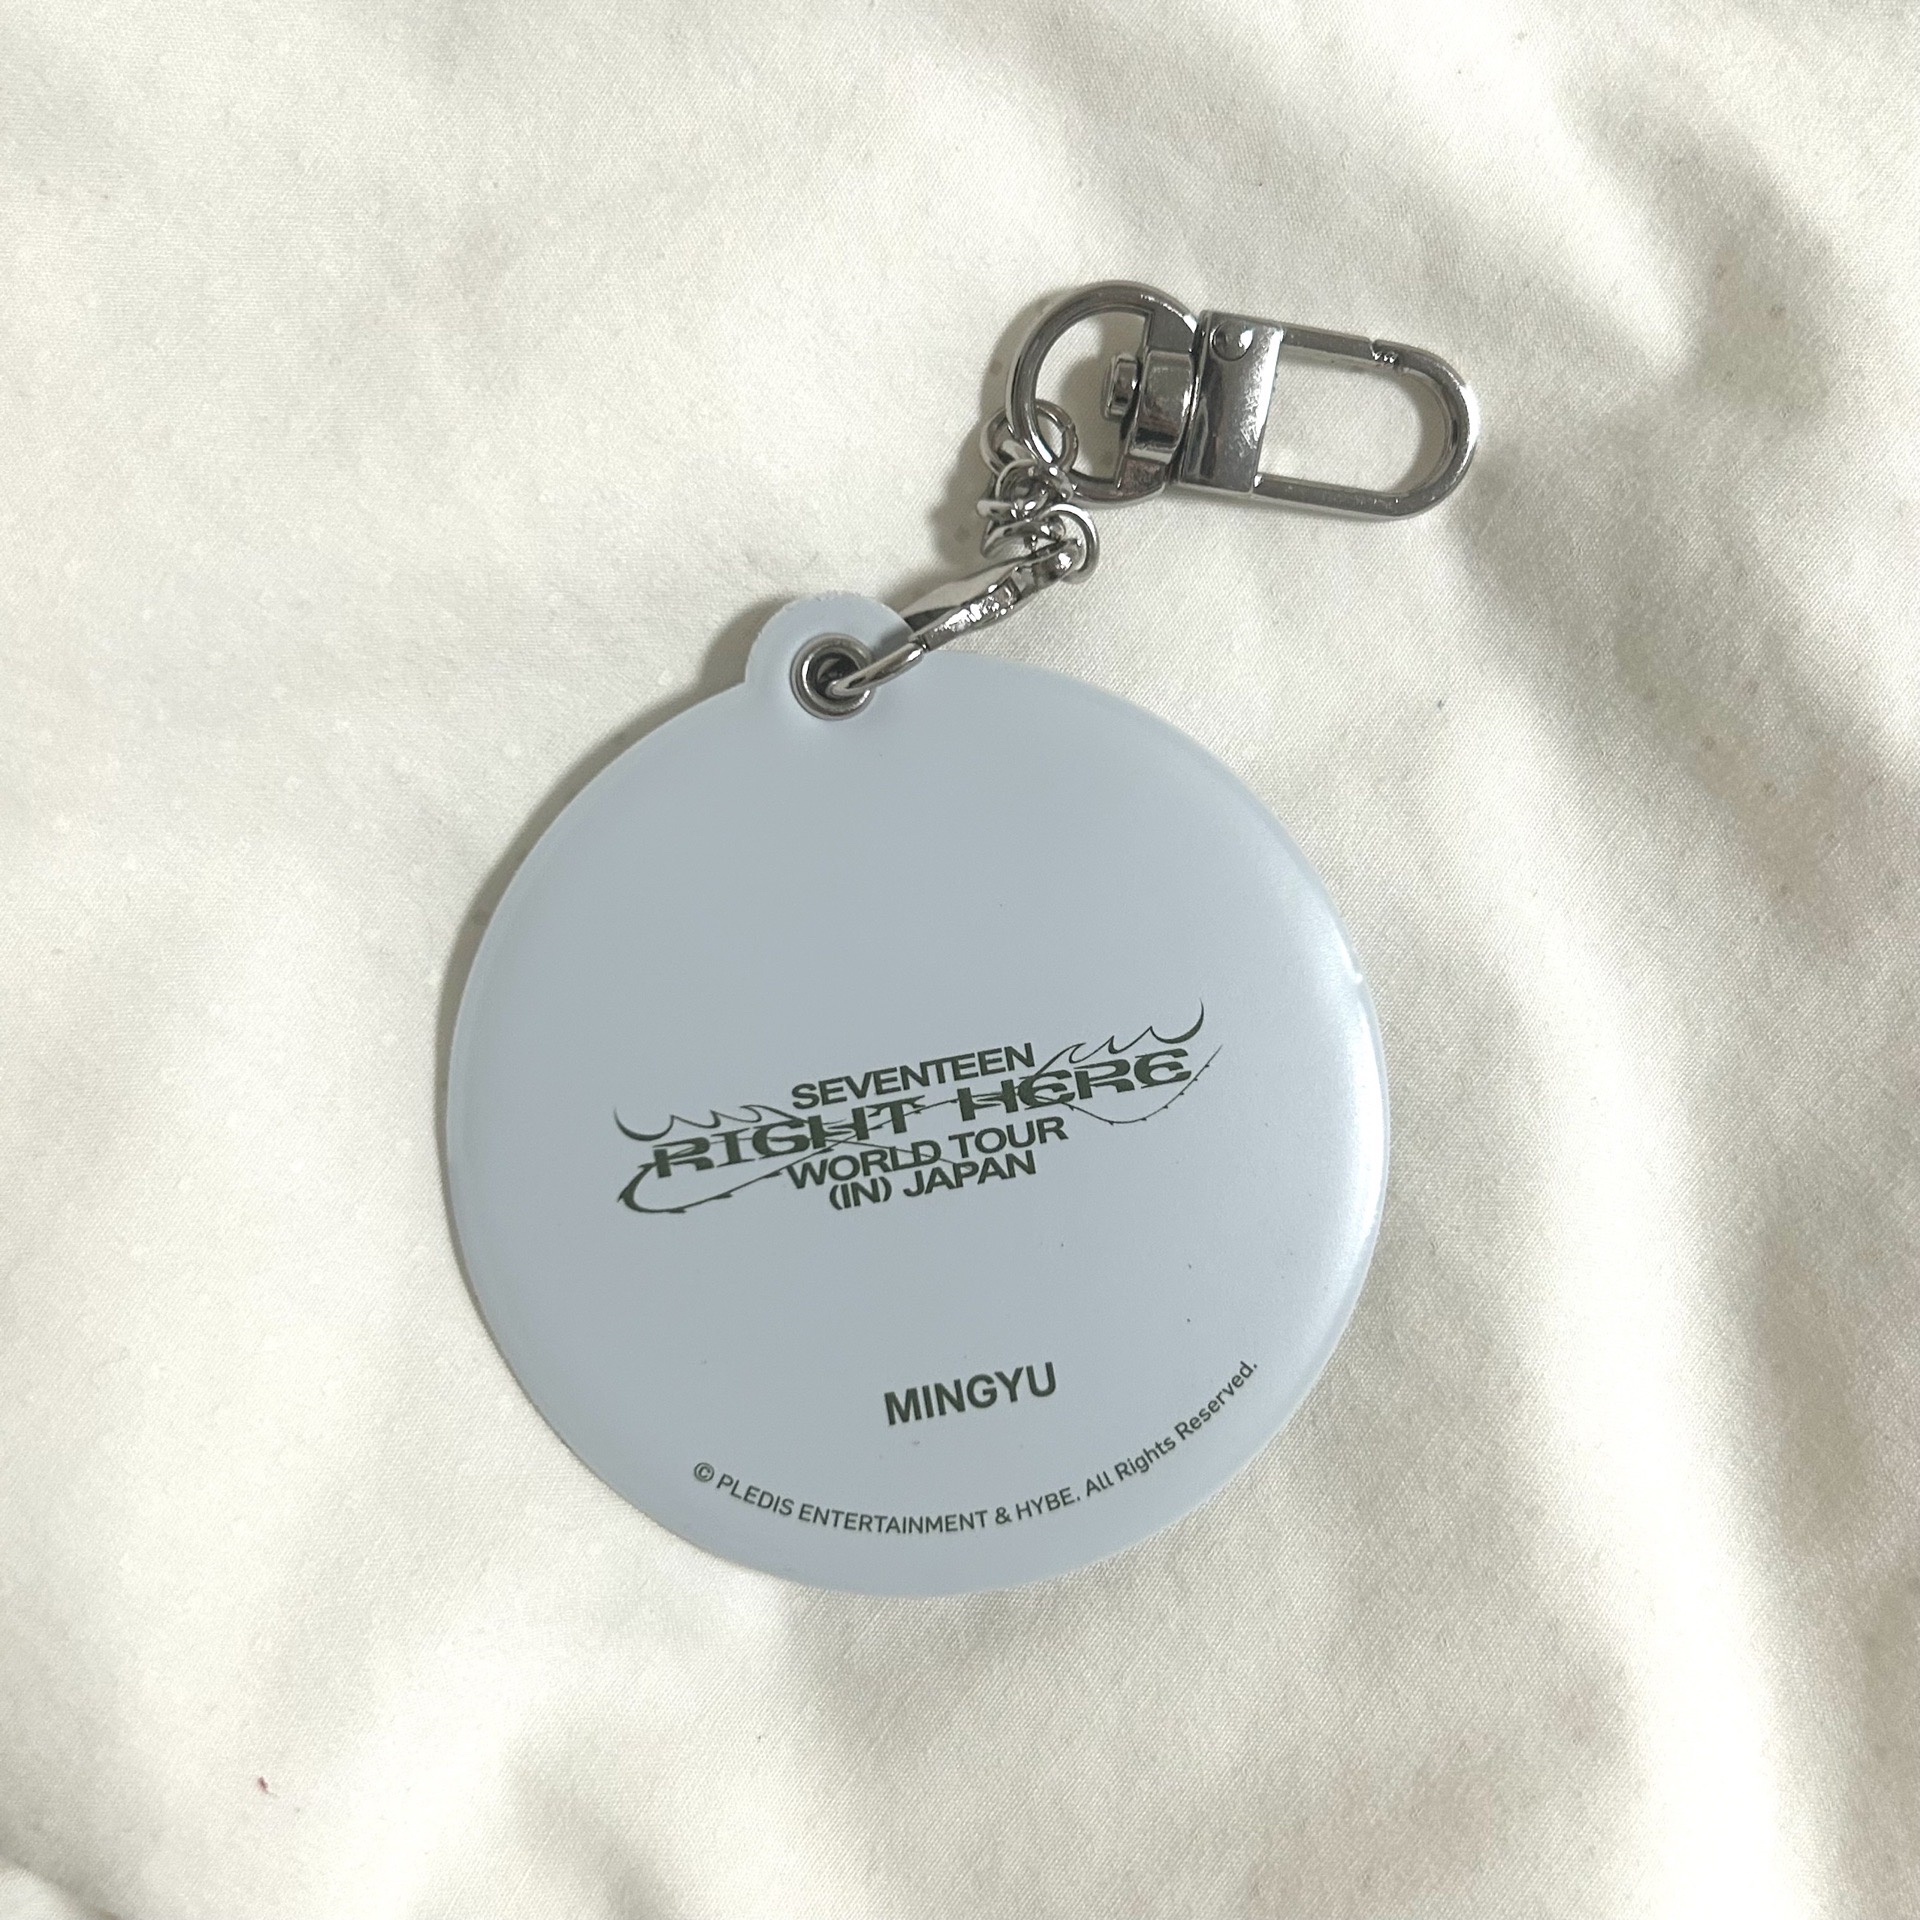 SEVENTEEN
RIGHT HERE
WORLD TOUR
(IN) JAPAN
MINGYU
© PLEDIS ENTERTAINMENT & HYBE. All Rights Reserved.